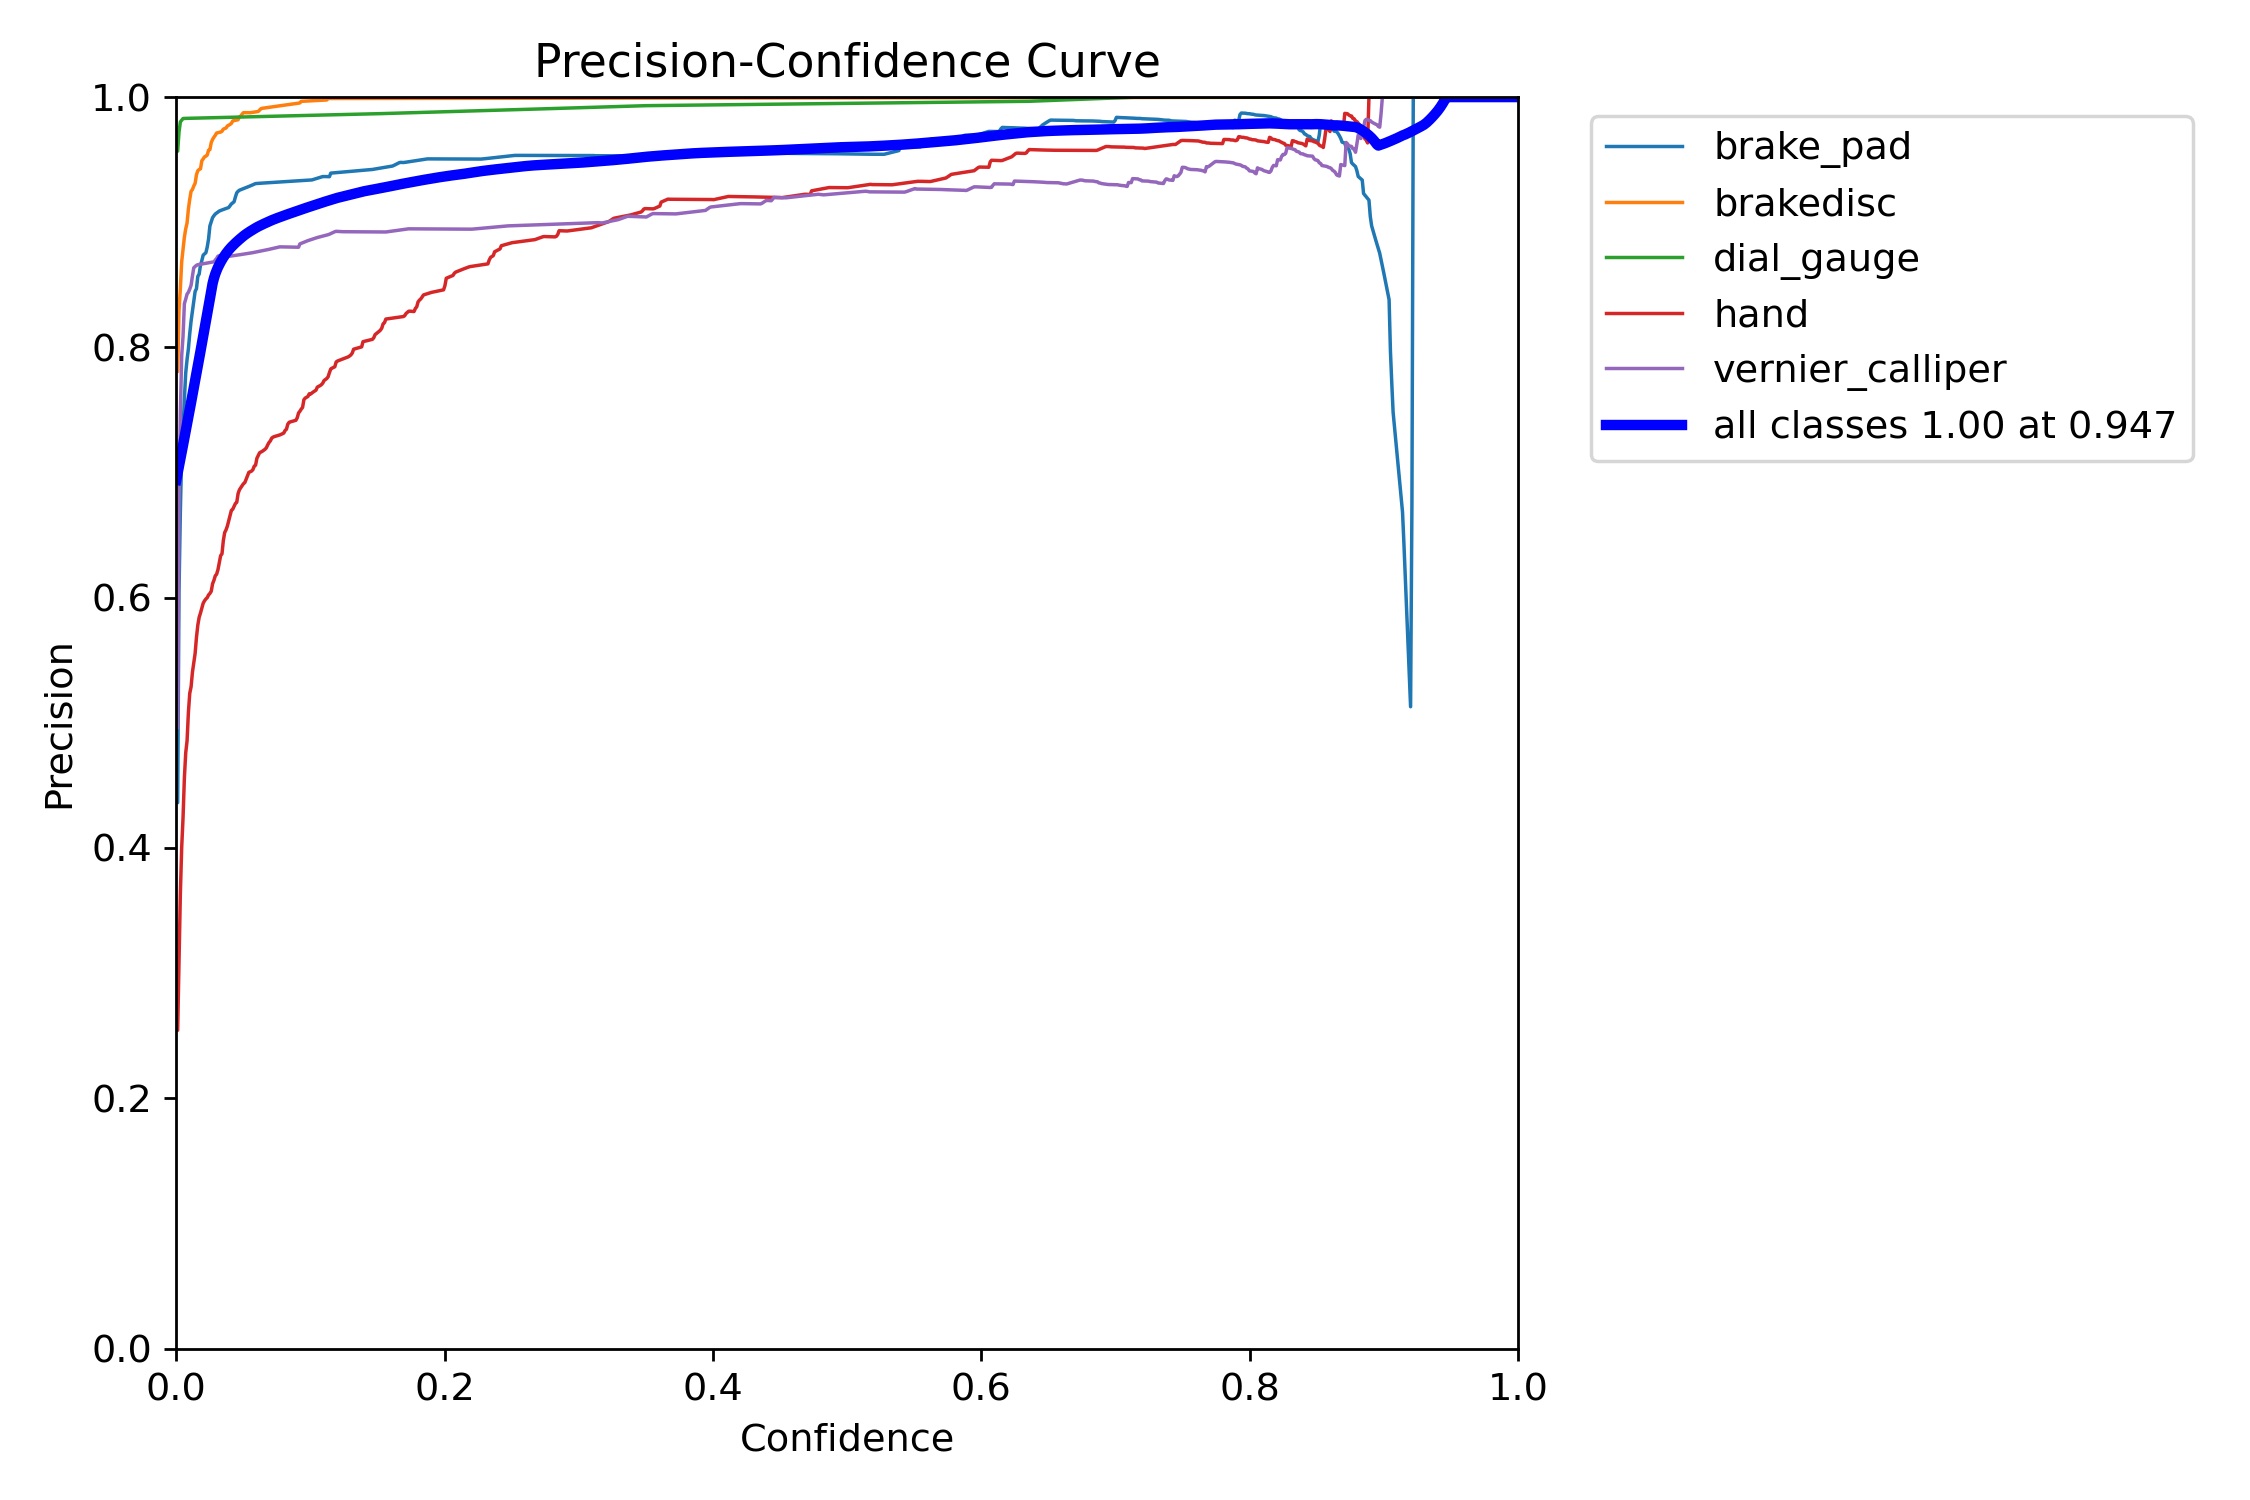 Precision-Confidence Curve
1.0
0.8
0.6
0.4
0.2
0.0
Precision
0.0 0.2 0.4 0.6 0.8 1.0
Confidence
brake_pad
brakedisc
dial_gauge
hand
vernier_calliper
all classes 1.00 at 0.947